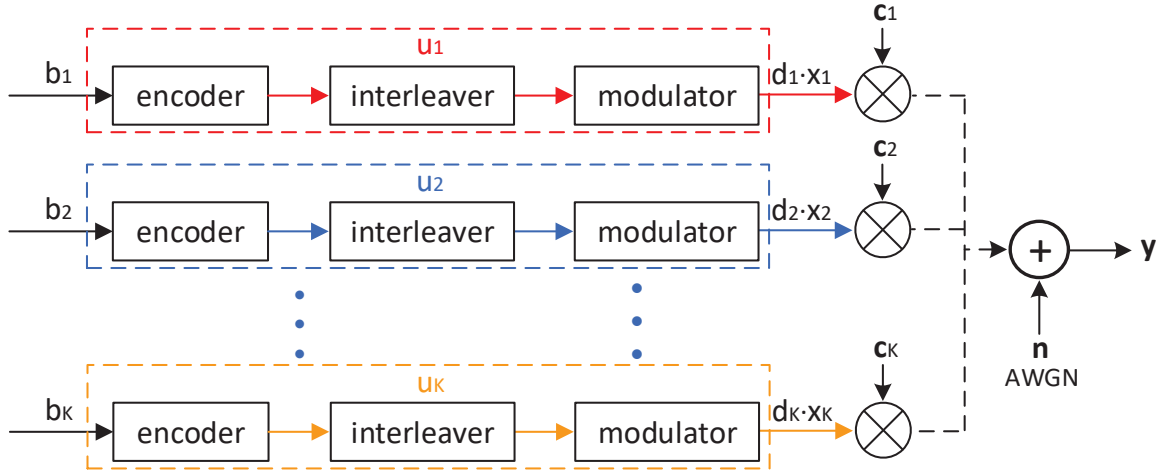 c1
u1
b1 encoder interleaver modulator d1·x1
c2
u2
b2 encoder interleaver modulator d2·x2
+ y
cK
n
uK
AWGN
bK encoder interleaver modulator dK·xK